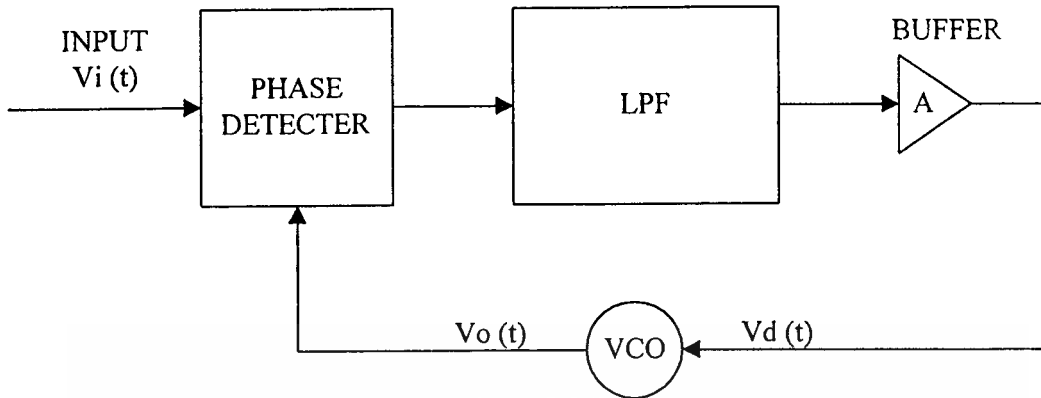 INPUT
Vi (t)
PHASE
DETECTER
LPF
BUFFER
A
Vo (t)
VCO
Vd (t)